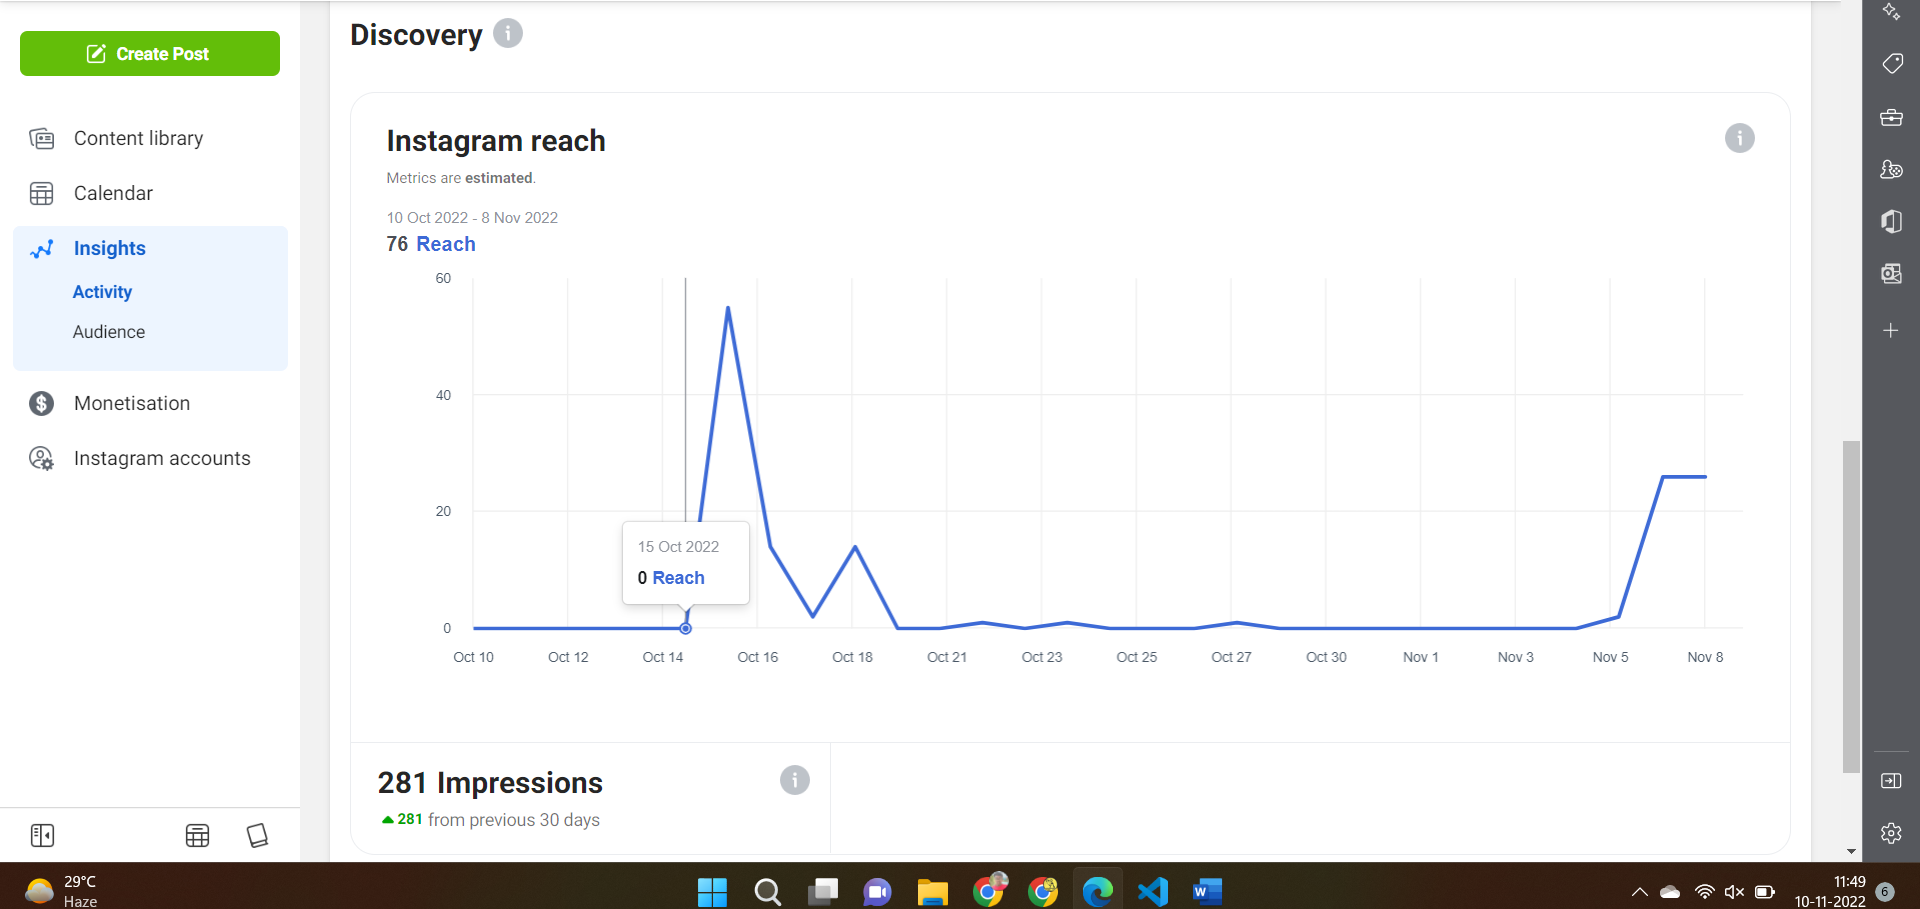 Create Post
Content library
Calendar
Insights
Activity
Audience
Monetisation
Instagram accounts
Discovery
Instagram reach
Metrics are estimated.
10 Oct 2022 - 8 Nov 2022
76 Reach
60
40
20
0
15 Oct 2022
0 Reach
Oct 10 Oct 12 Oct 14 Oct 16 Oct 18 Oct 21 Oct 23 Oct 25 Oct 27 Oct 30 Nov 1 Nov 3 Nov 5 Nov 8
281 Impressions
281 from previous 30 days
29°C
Haze
11:49
10-11-2022
6